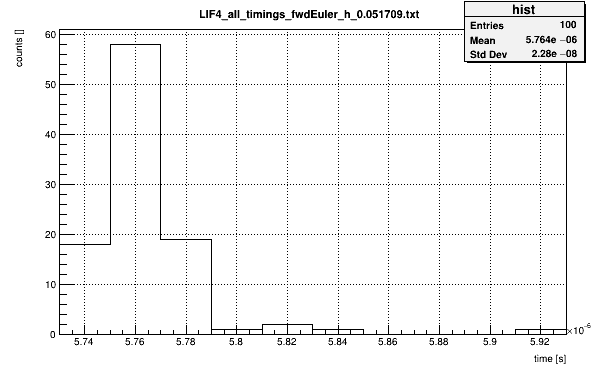 LIF4_all_timings_fwdEuler_h_0.051709.txt
hist
Entries 100
Mean 5.764e −06
Std Dev 2.28e −08
counts []
60
50
40
30
20
10
0
5.74 5.76 5.78 5.8 5.82 5.84 5.86 5.88 5.9 5.92
×10⁻⁶
time [s]